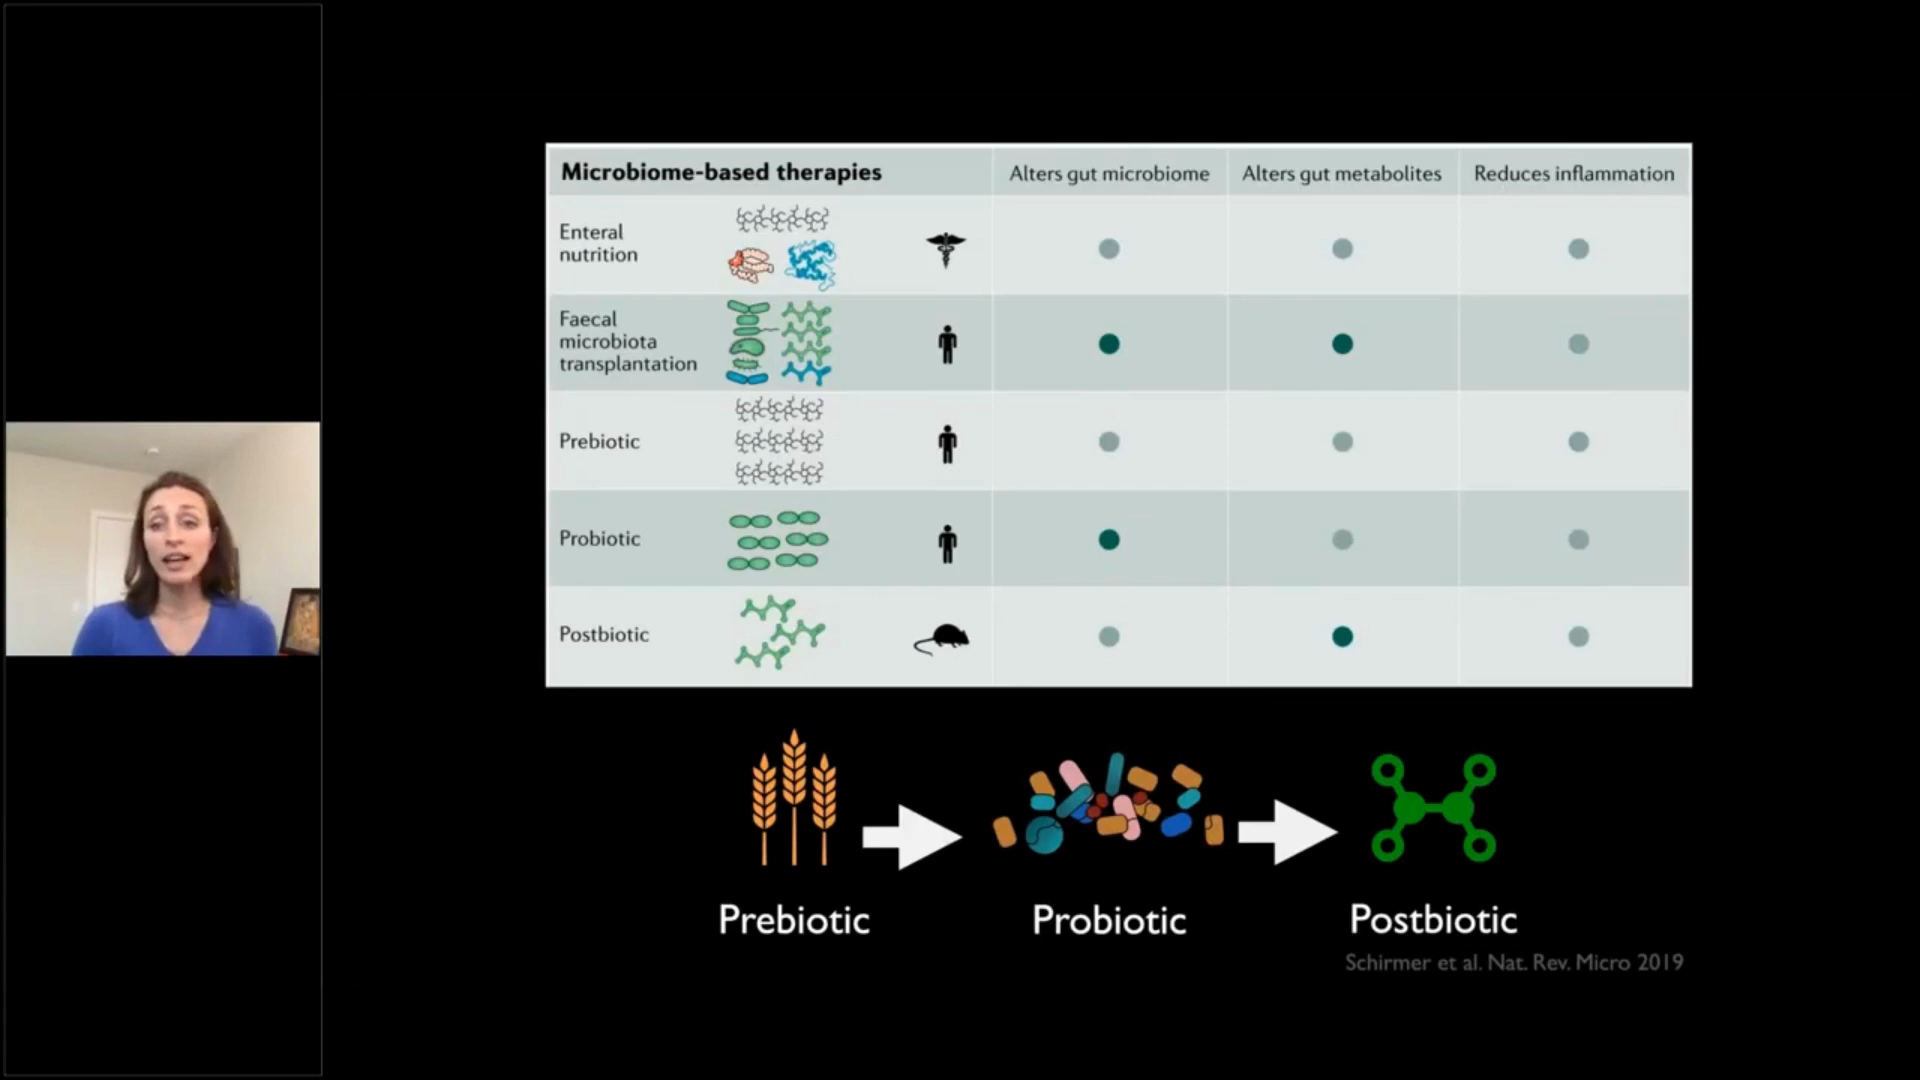 Microbiome-based therapies Alters gut microbiome Alters gut metabolites Reduces inflammation
Enteral
nutrition
Faecal
microbiota
transplantation
Prebiotic
Probiotic
Postbiotic
Prebiotic Probiotic Postbiotic
Schirmer et al. Nat. Rev. Micro 2019